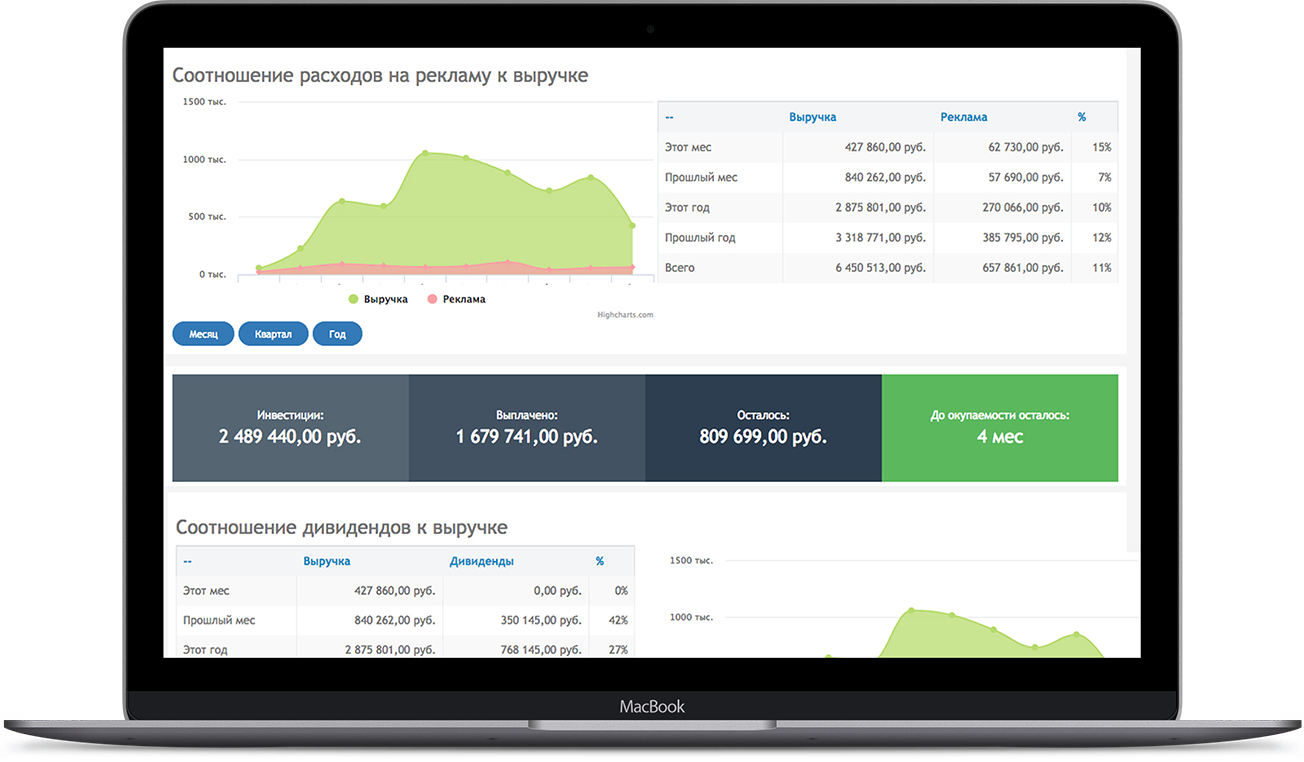 Соотношение расходов на рекламу к выручке
1500 тыс.
1000 тыс.
500 тыс.
0 тыс.
Выручка Реклама
Highcharts.com
-- Выручка Реклама %
Этот мес 427 860,00 руб. 62 730,00 руб. 15%
Прошлый мес 840 262,00 руб. 57 690,00 руб. 7%
Этот год 2 875 801,00 руб. 270 066,00 руб. 10%
Прошлый год 3 318 771,00 руб. 385 795,00 руб. 12%
Всего 6 450 513,00 руб. 657 861,00 руб. 11%
Месяц Квартал Год
Инвестиции:
2 489 440,00 руб.
Выплачено:
1 679 741,00 руб.
Осталось:
809 699,00 руб.
До окупаемости осталось:
4 мес
Соотношение дивидендов к выручке
-- Выручка Дивиденды %
Этот мес 427 860,00 руб. 0,00 руб. 0%
Прошлый мес 840 262,00 руб. 350 145,00 руб. 42%
Этот год 2 875 801,00 руб. 768 145,00 руб. 27%
1500 тыс.
1000 тыс.
MacBook